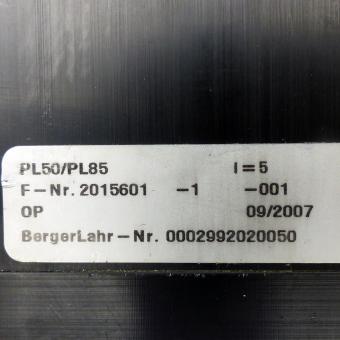 PL50/PL85 I=5
F-Nr. 2015601 -1 -001
OP 09/2007
BergerLahr-Nr. 0002992020050